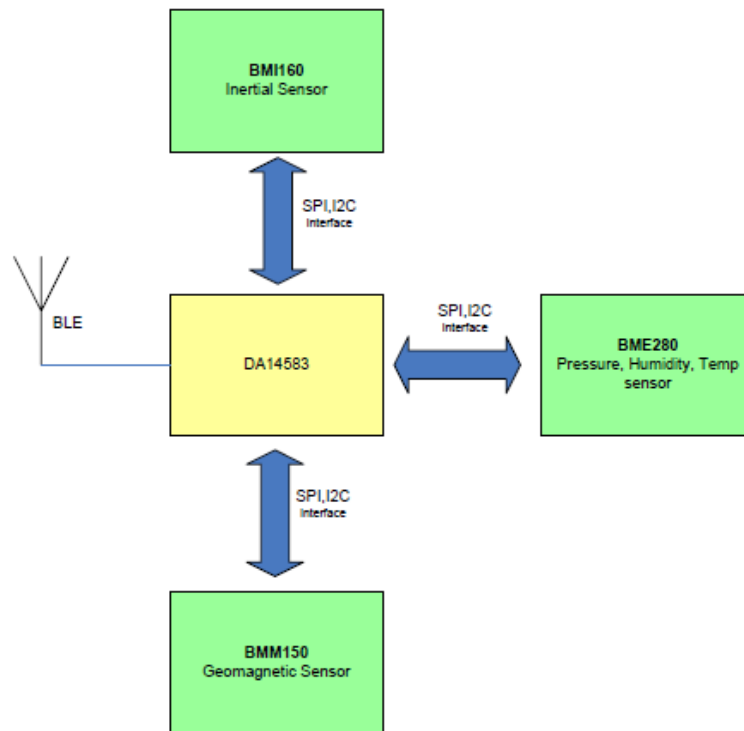 BMI160
Inertial Sensor
SPI,I2C
Interface
BLE
DA14583
SPI,I2C
Interface
BME280
Pressure, Humidity, Temp
sensor
SPI,I2C
Interface
BMM150
Geomagnetic Sensor